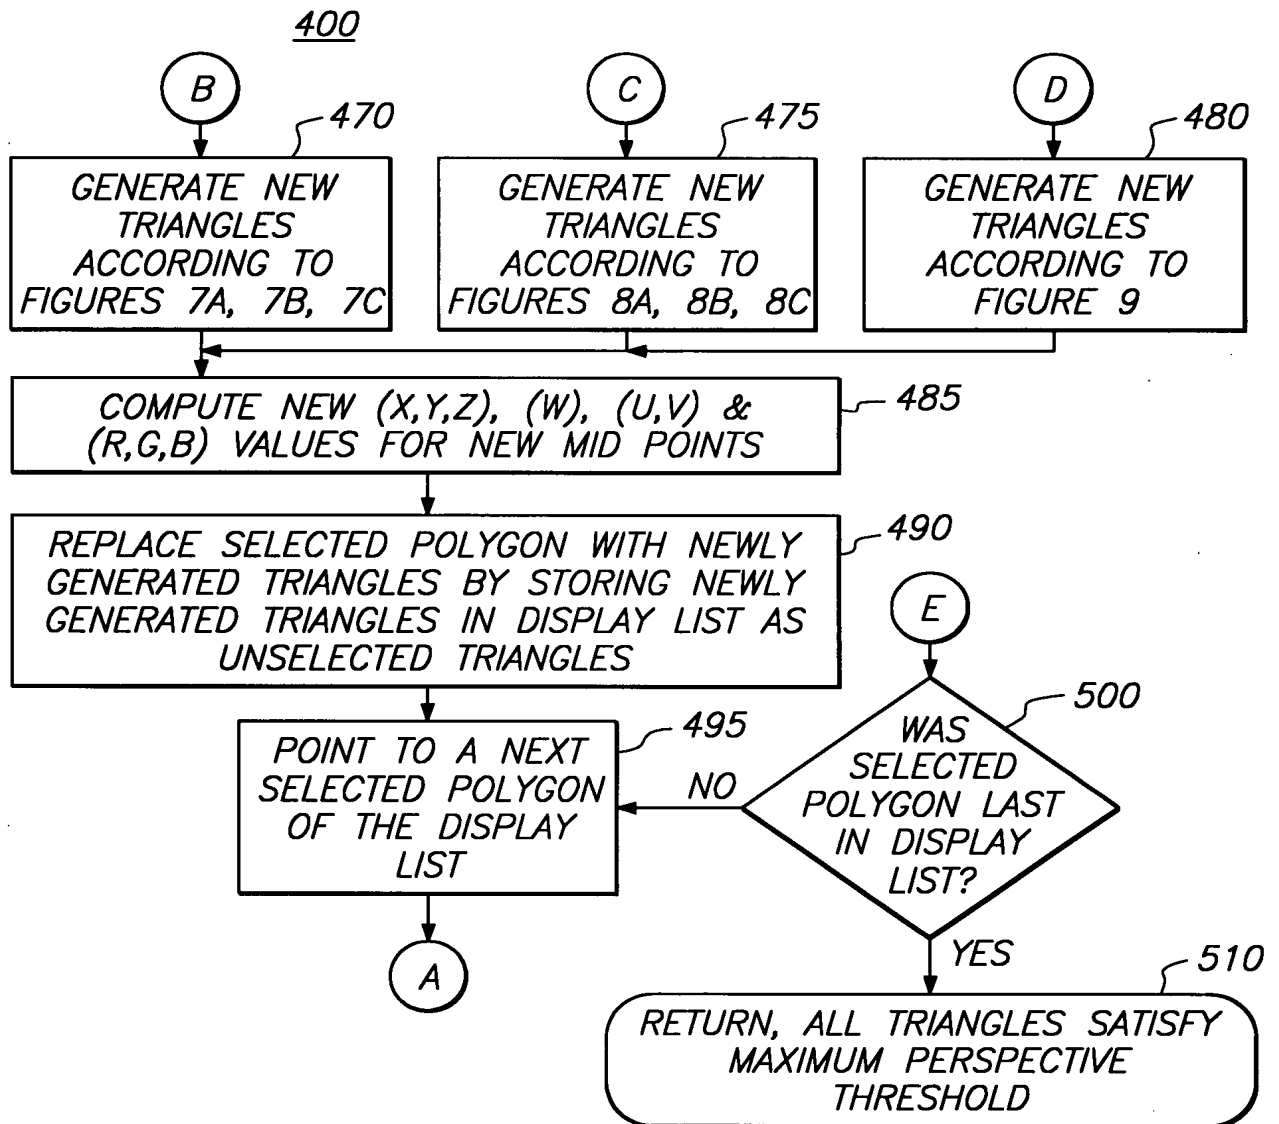 400
B
C
D
470
475
480
GENERATE NEW
TRIANGLES
ACCORDING TO
FIGURES 7A, 7B, 7C
GENERATE NEW
TRIANGLES
ACCORDING TO
FIGURES 8A, 8B, 8C
GENERATE NEW
TRIANGLES
ACCORDING TO
FIGURE 9
COMPUTE NEW (X,Y,Z), (W), (U,V) &
(R,G,B) VALUES FOR NEW MID POINTS
485
REPLACE SELECTED POLYGON WITH NEWLY
GENERATED TRIANGLES BY STORING NEWLY
GENERATED TRIANGLES IN DISPLAY LIST AS
UNSELECTED TRIANGLES
490
E
POINT TO A NEXT
SELECTED POLYGON
OF THE DISPLAY
LIST
495
NO
WAS
SELECTED
POLYGON LAST
IN DISPLAY
LIST?
500
A
YES
510
RETURN, ALL TRIANGLES SATISFY
MAXIMUM PERSPECTIVE
THRESHOLD